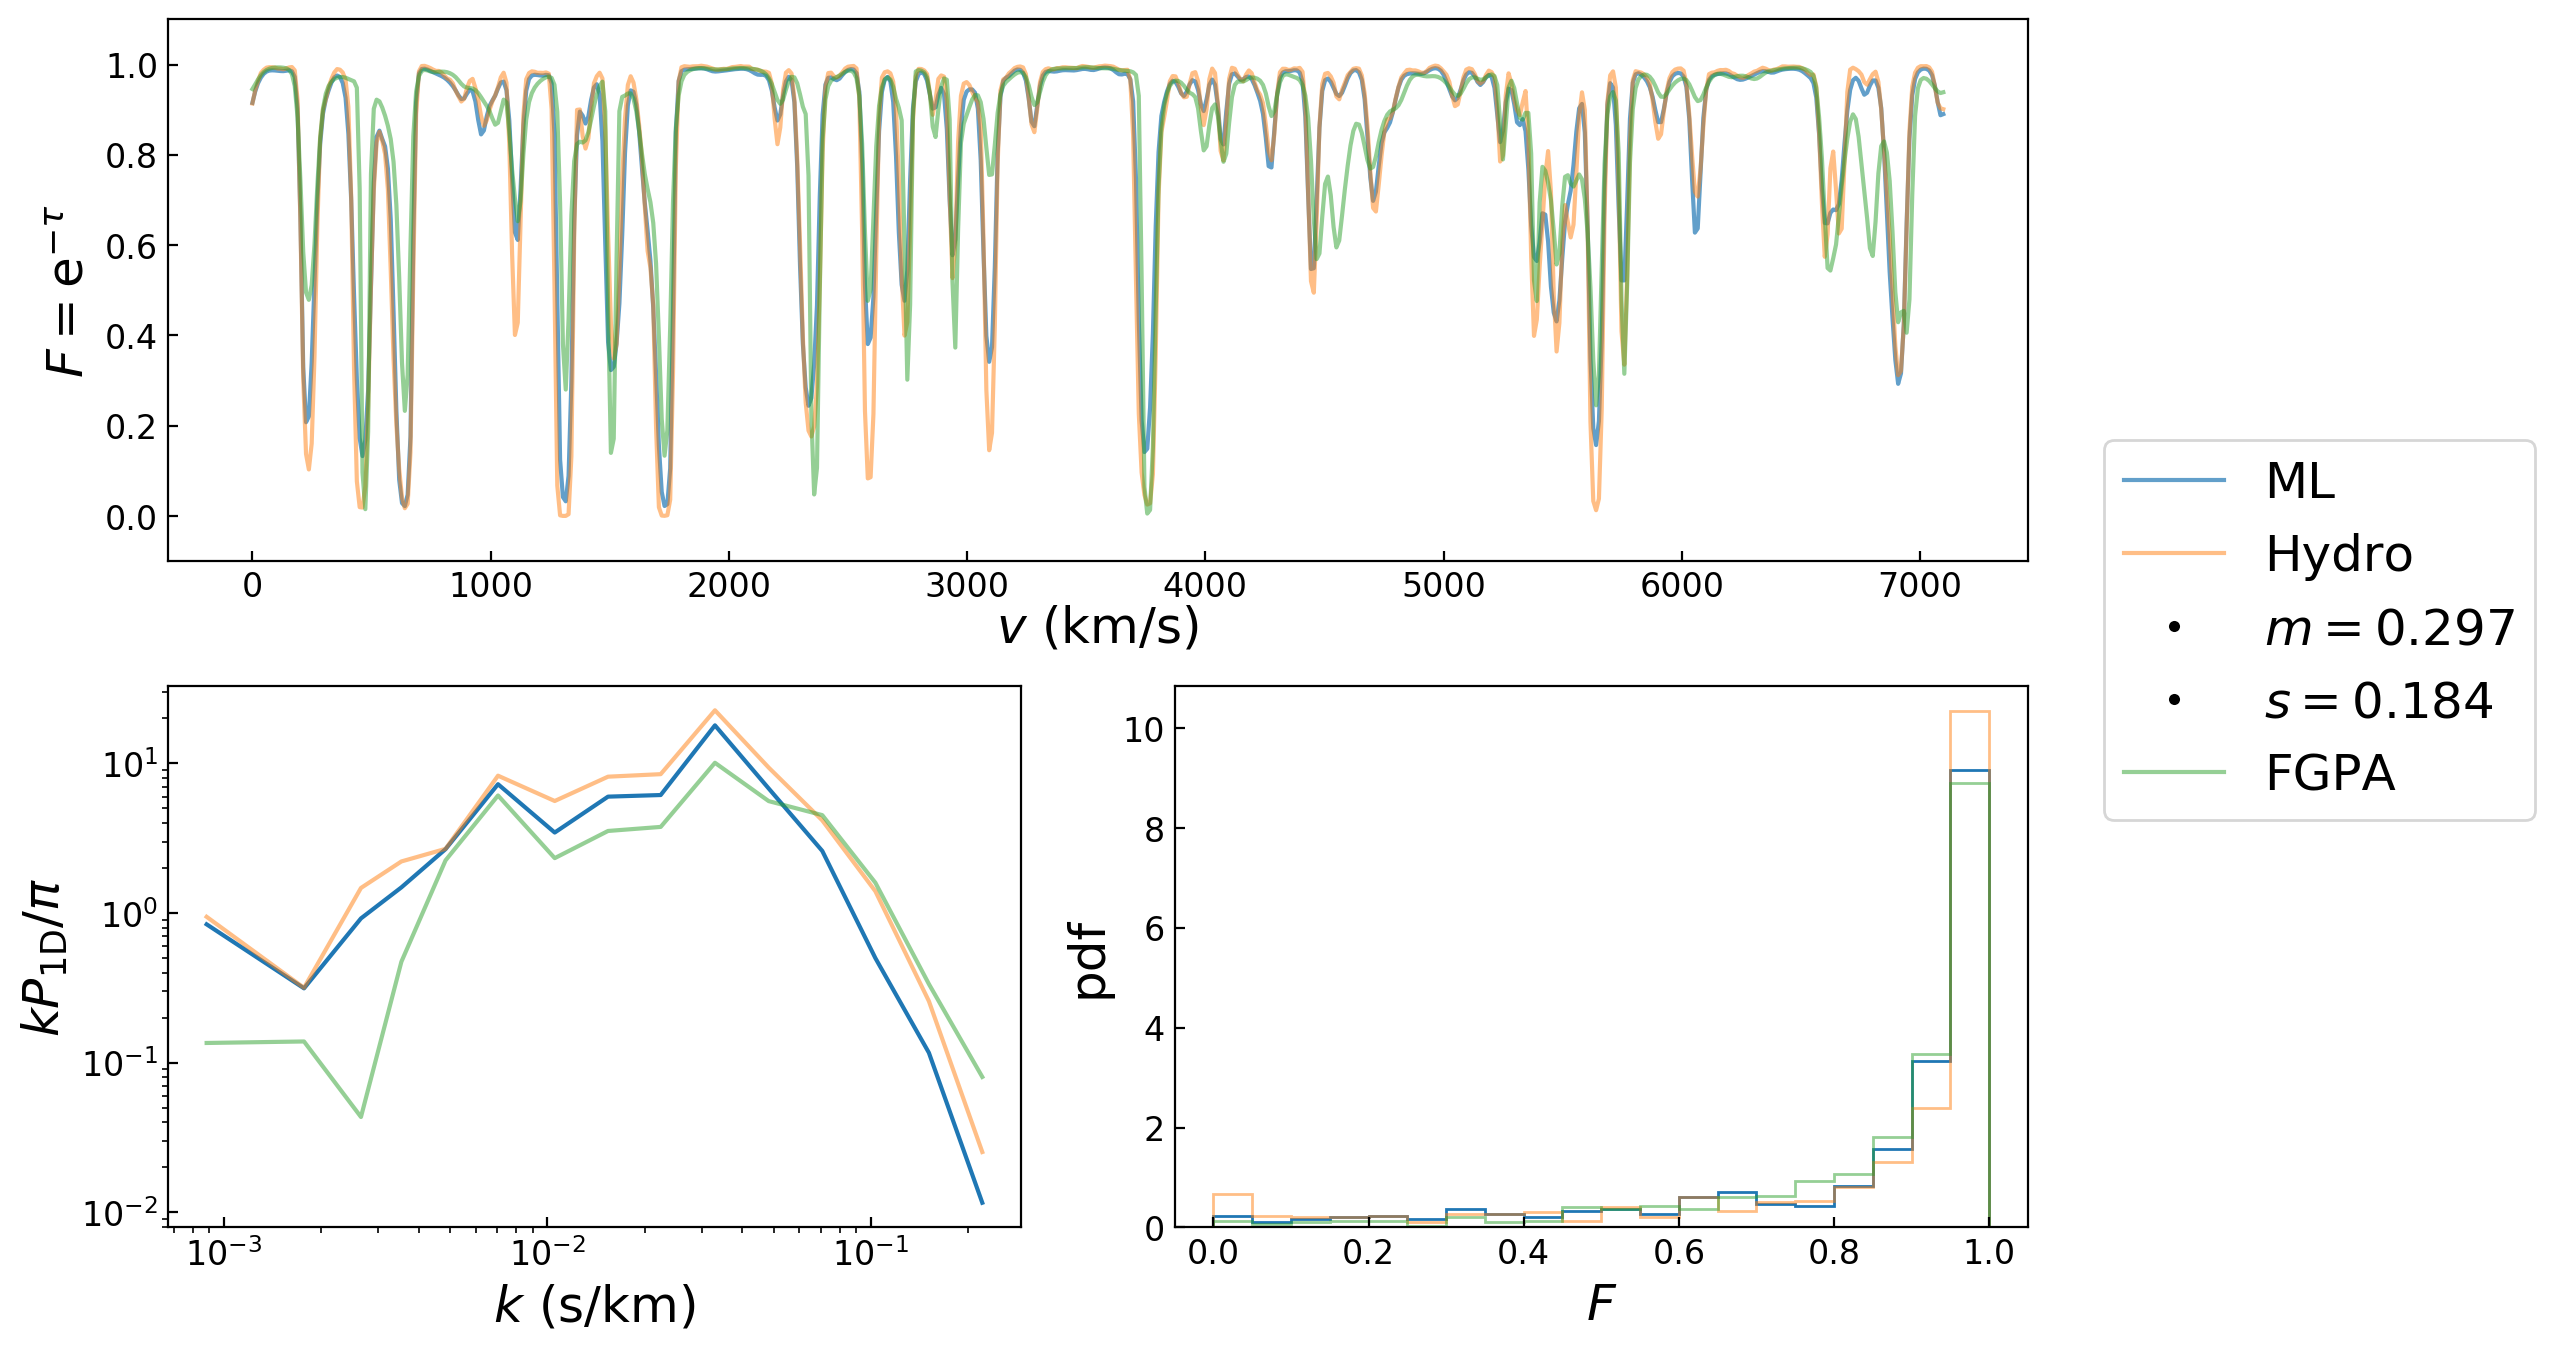 1.0
0.8
0.6
0.4
0.2
0.0
F = e^{-τ}
0 1000 2000 3000 4000 5000 6000 7000
v (km/s)
ML
Hydro
m = 0.297
s = 0.184
FGPA
10^1
10^0
10^{-1}
10^{-2}
kP_{1D}/π
10^{-3} 10^{-2} 10^{-1}
k (s/km)
10
8
6
4
2
0
pdf
0.0 0.2 0.4 0.6 0.8 1.0
F